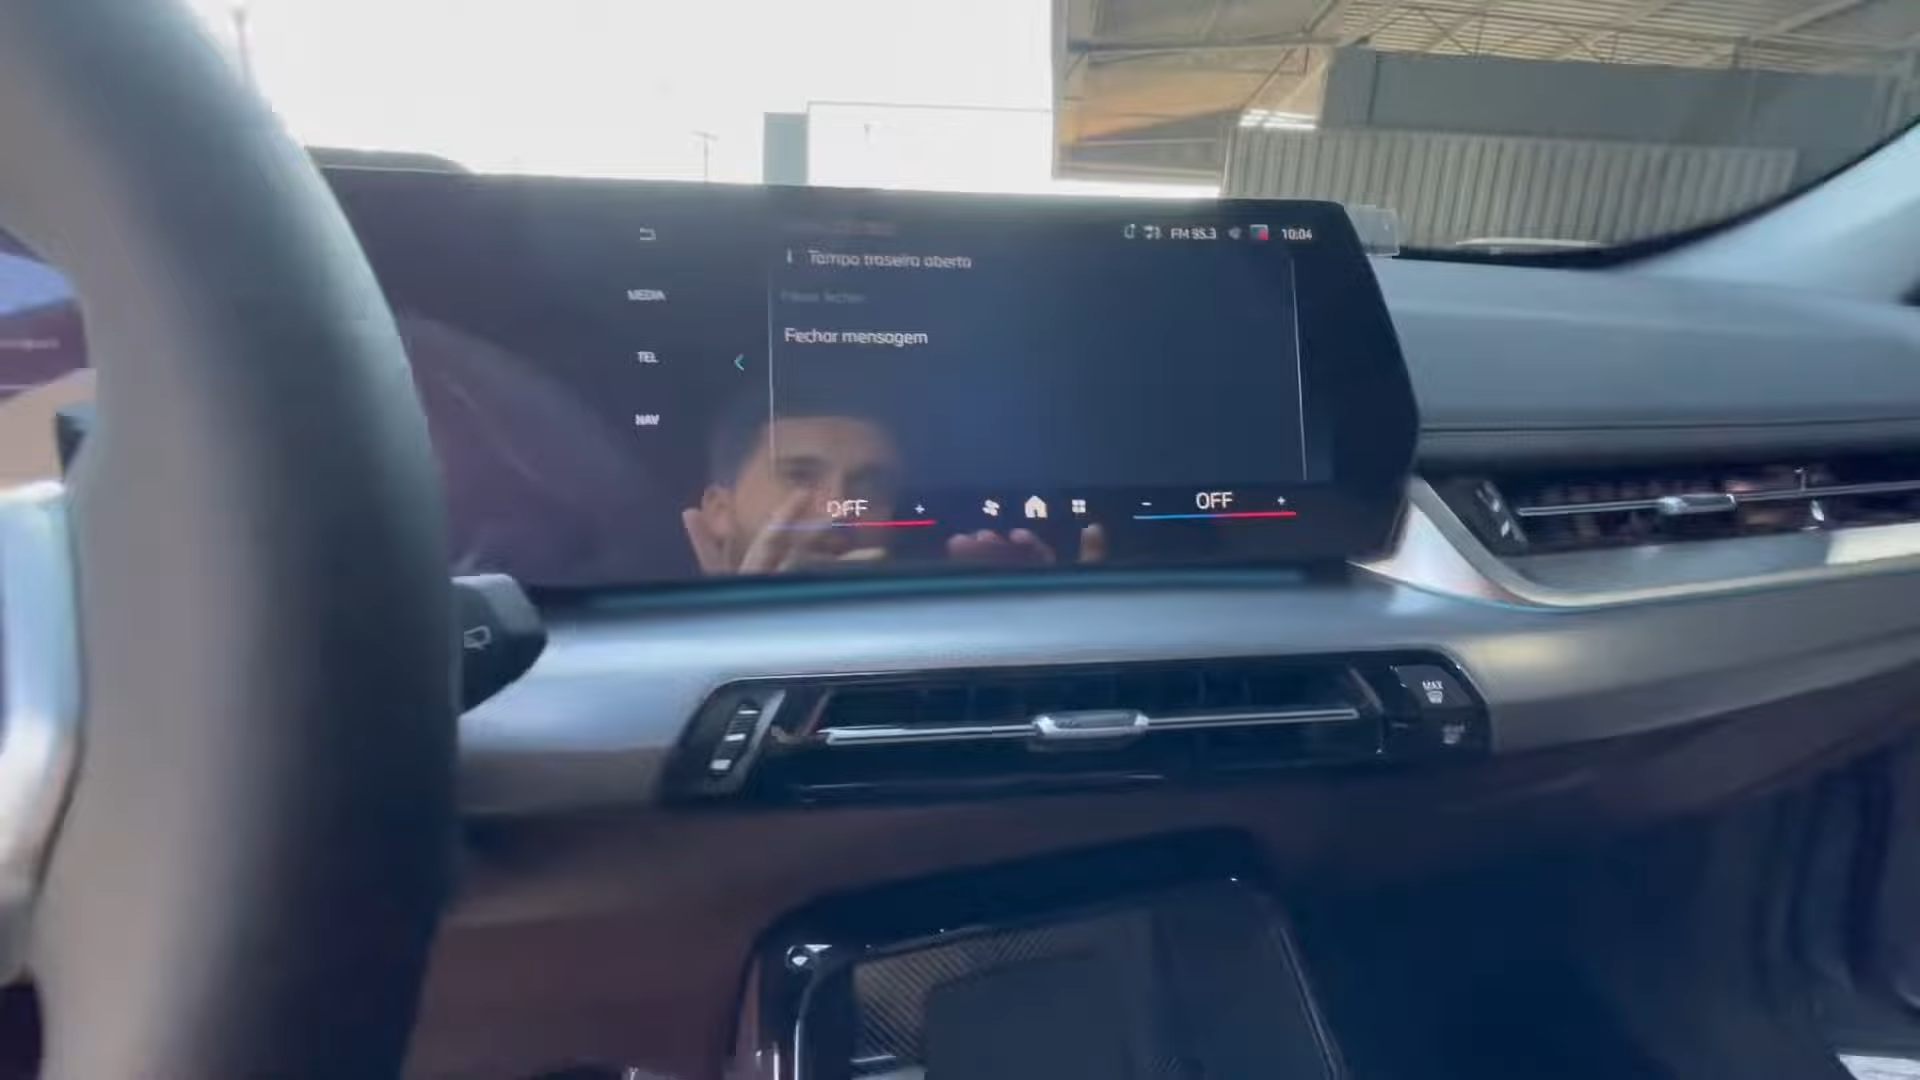 FM 95.3 10:04
Tampa traseira aberta
MEDIA
Fechar mensagem
TEL
NAV
OFF + - OFF +
MAX